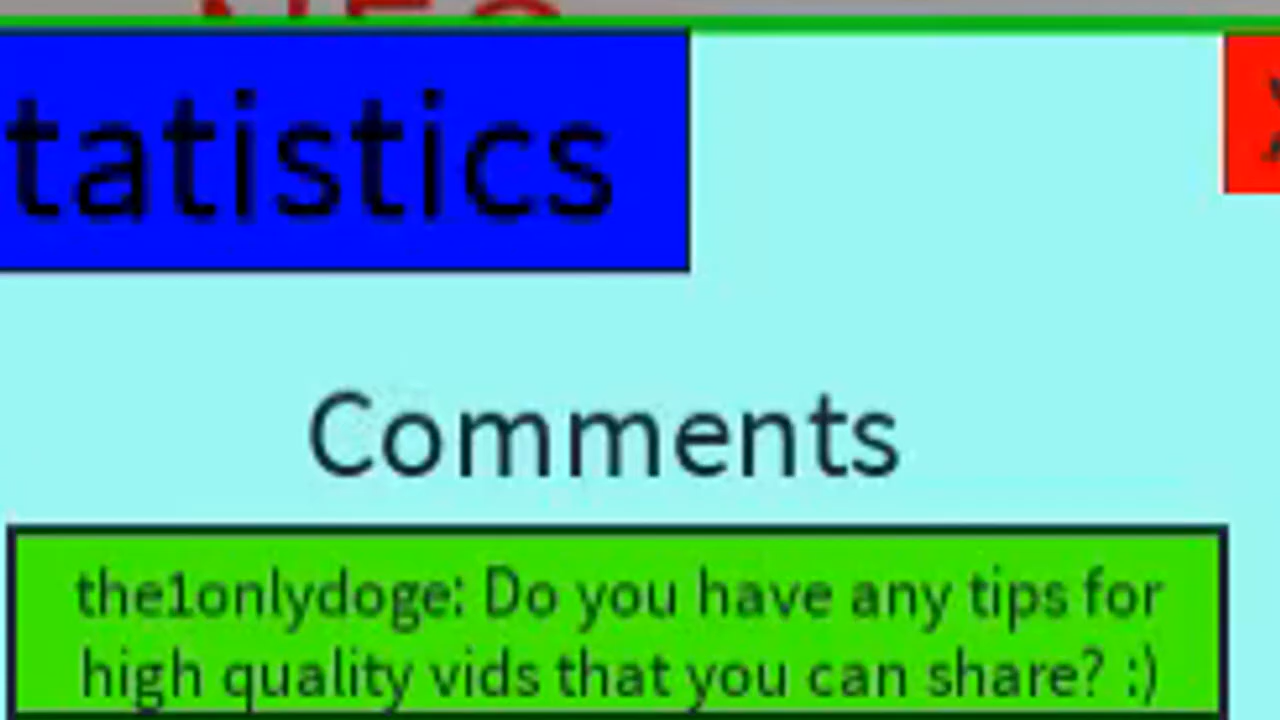 tatistics
Comments
the1onlydoge: Do you have any tips for
high quality vids that you can share? :)